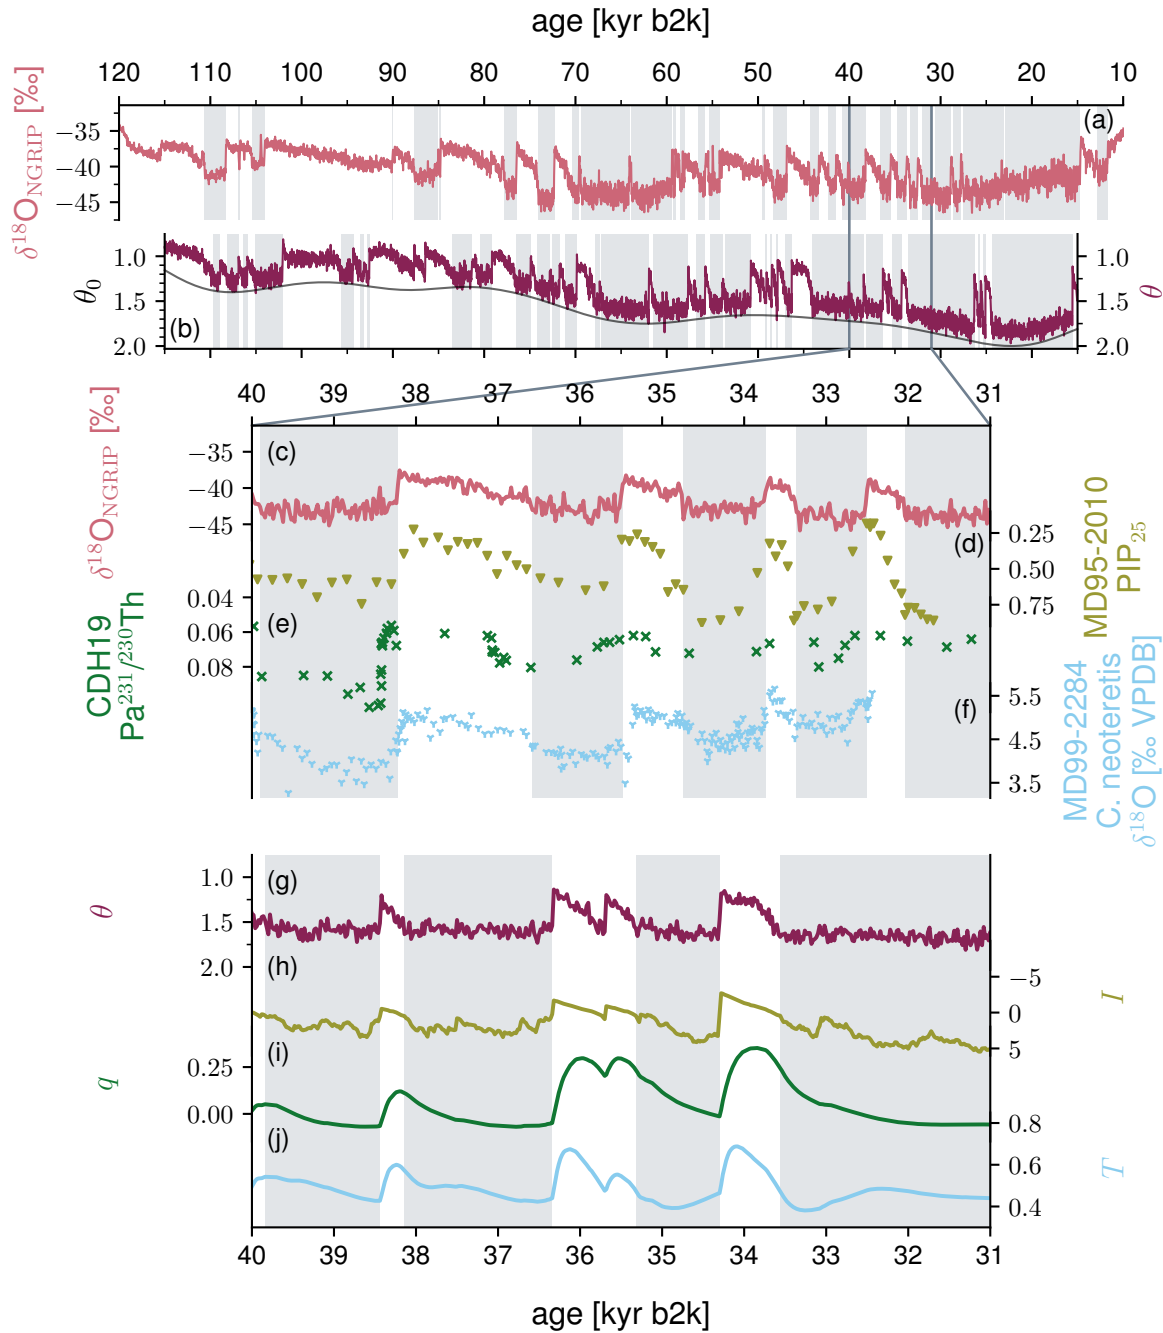 age [kyr b2k]
120 110 100 90 80 70 60 50 40 30 20 10
δ¹⁸O_NGRIP [‰]
−35
−40
−45
(a)
θ₀
1.0
1.5
2.0
(b)
θ
1.0
1.5
2.0
40 39 38 37 36 35 34 33 32 31
δ¹⁸O_NGRIP [‰]
−35
−40
−45
(c)
(d)
0.25
0.50
0.75
MD95-2010
PIP₂₅
CDH19
Pa²³¹/²³⁰Th
0.04
0.06
0.08
(e)
(f)
5.5
4.5
3.5
MD99-2284
C. neoteretis
δ¹⁸O [‰ VPDB]
θ
1.0
1.5
2.0
(g)
(h)
−5
0
5
I
q
0.25
0.00
(i)
(j)
0.8
0.6
0.4
T
40 39 38 37 36 35 34 33 32 31
age [kyr b2k]